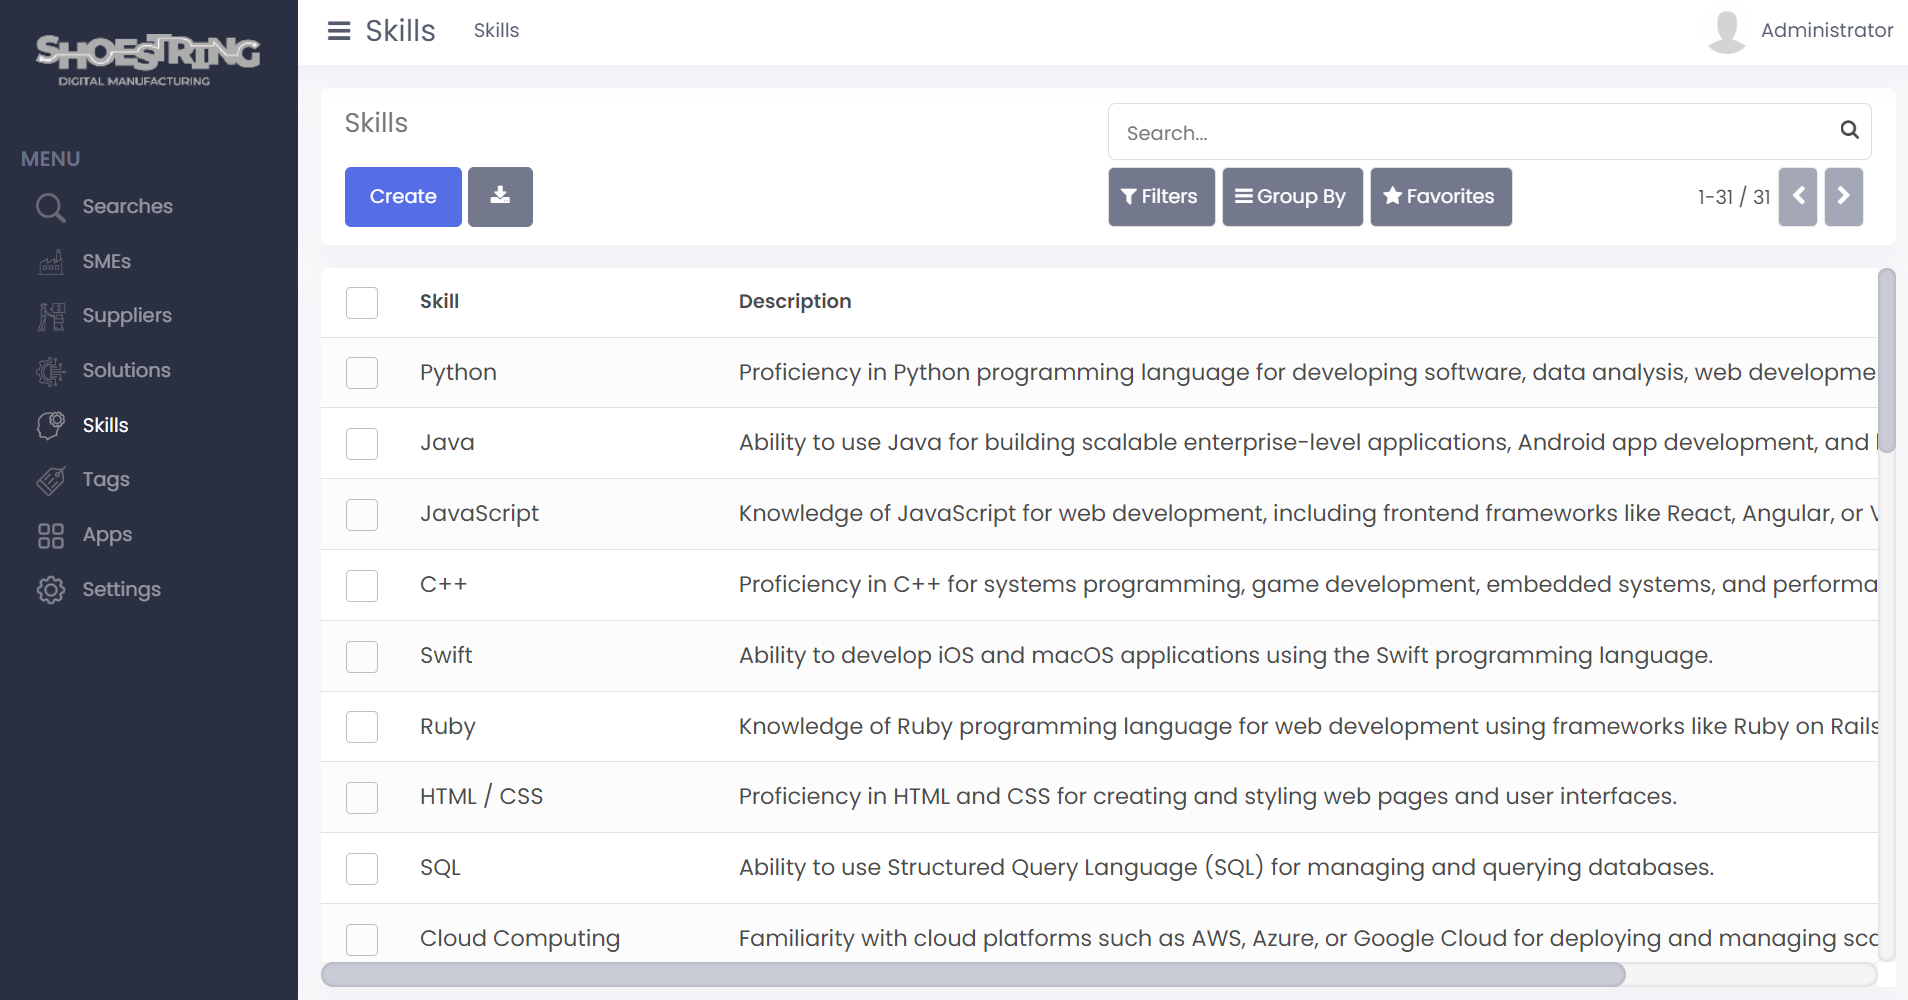 SHOESTRING
DIGITAL MANUFACTURING
MENU
Searches
SMEs
Suppliers
Solutions
Skills
Tags
Apps
Settings
Skills Skills Administrator
Skills
Search...
Create
Filters Group By Favorites 1-31 / 31
Skill Description
Python Proficiency in Python programming language for developing software, data analysis, web developme
Java Ability to use Java for building scalable enterprise-level applications, Android app development, and
JavaScript Knowledge of JavaScript for web development, including frontend frameworks like React, Angular, or V
C++ Proficiency in C++ for systems programming, game development, embedded systems, and performa
Swift Ability to develop iOS and macOS applications using the Swift programming language.
Ruby Knowledge of Ruby programming language for web development using frameworks like Ruby on Rails
HTML / CSS Proficiency in HTML and CSS for creating and styling web pages and user interfaces.
SQL Ability to use Structured Query Language (SQL) for managing and querying databases.
Cloud Computing Familiarity with cloud platforms such as AWS, Azure, or Google Cloud for deploying and managing sca